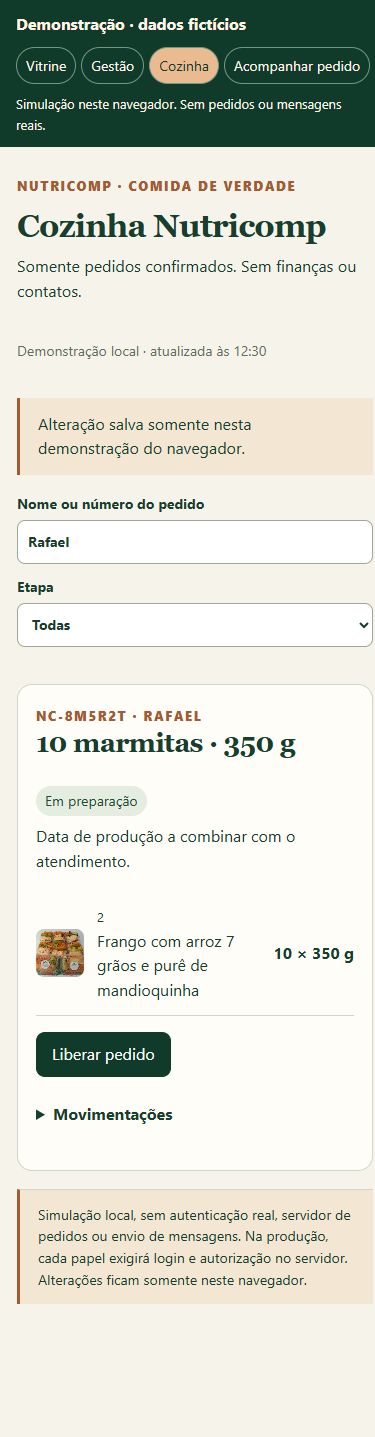 Demonstração · dados fictícios
Vitrine
Gestão
Cozinha
Acompanhar pedido
Simulação neste navegador. Sem pedidos ou mensagens
reais.
NUTRICOMP · COMIDA DE VERDADE
Cozinha Nutricomp
Somente pedidos confirmados. Sem finanças ou
contatos.
Demonstração local · atualizada às 12:30
Alteração salva somente nesta
demonstração do navegador.
Nome ou número do pedido
Rafael
Etapa
Todas
NC-8M5R2T · RAFAEL
10 marmitas · 350 g
Em preparação
Data de produção a combinar com o
atendimento.
2
Frango com arroz 7
grãos e purê de
mandioquinha
10 × 350 g
Liberar pedido
Movimentações
Simulação local, sem autenticação real, servidor de
pedidos ou envio de mensagens. Na produção,
cada papel exigirá login e autorização no servidor.
Alterações ficam somente neste navegador.